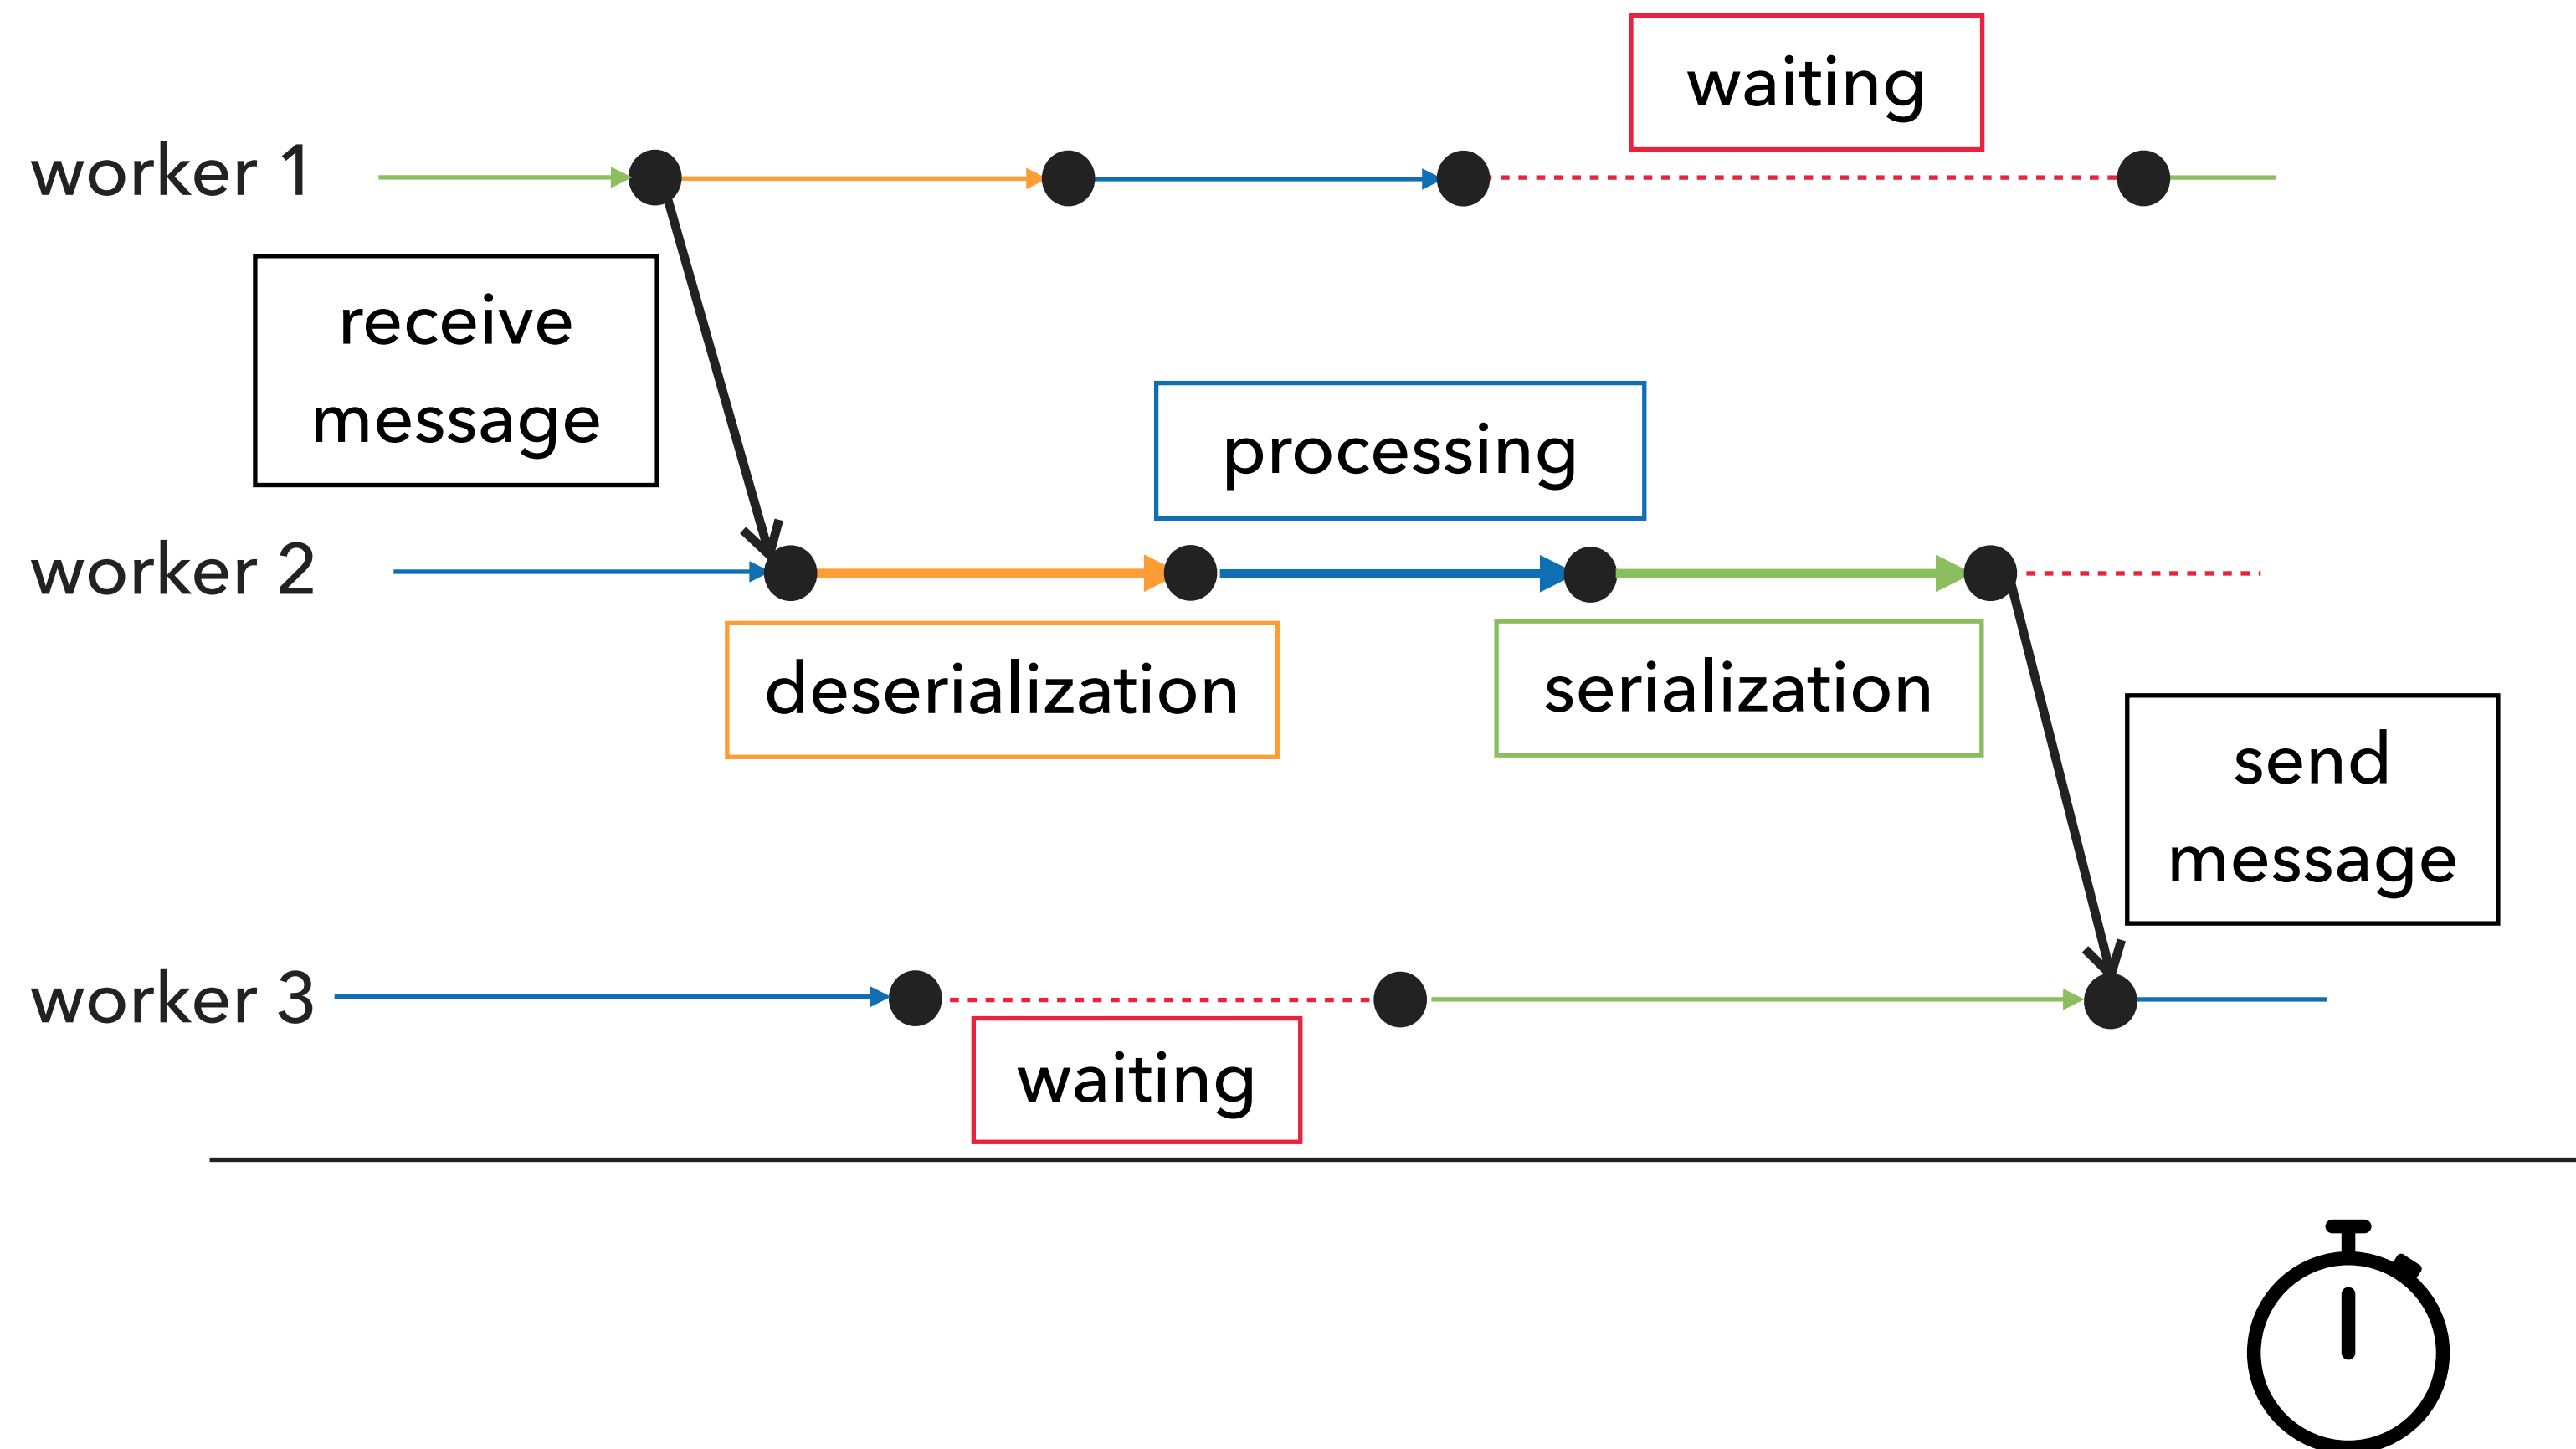 waiting
worker 1
receive
message
processing
worker 2
deserialization
serialization
send
message
worker 3
waiting